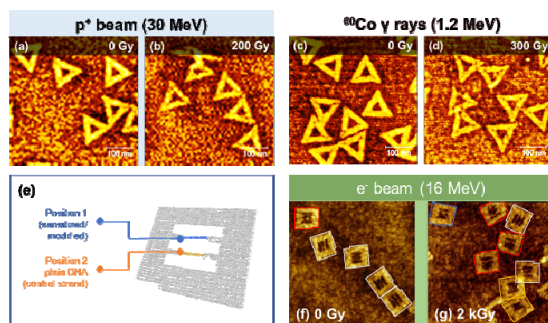 p⁺ beam (30 MeV)
⁶⁰Co γ rays (1.2 MeV)
(a)
0 Gy
(b)
200 Gy
(c)
0 Gy
(d)
300 Gy
100 nm
100 nm
100 nm
100 nm
(e)
Position 1
(sensitized/
modified)
Position 2
plain DNA
(control strand)
e⁻ beam (16 MeV)
(f) 0 Gy
(g) 2 kGy